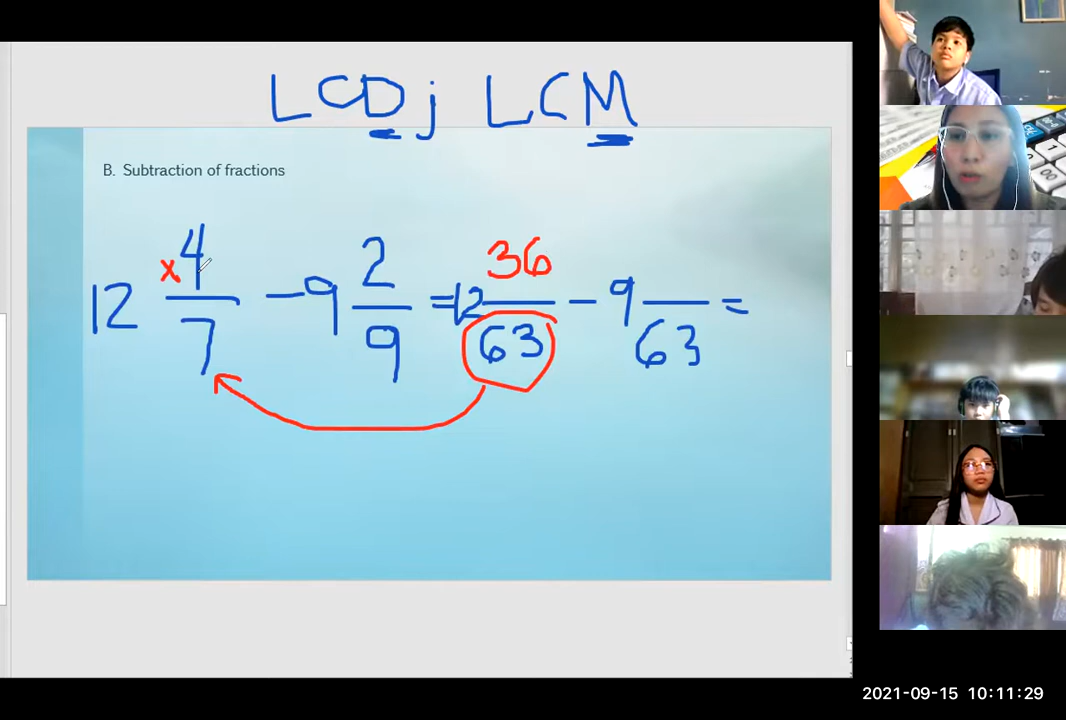 LCD; LCM
B. Subtraction of fractions
12 x4/7 - 9 2/9 = 12 36/63 - 9 /63 =
2021-09-15 10:11:29